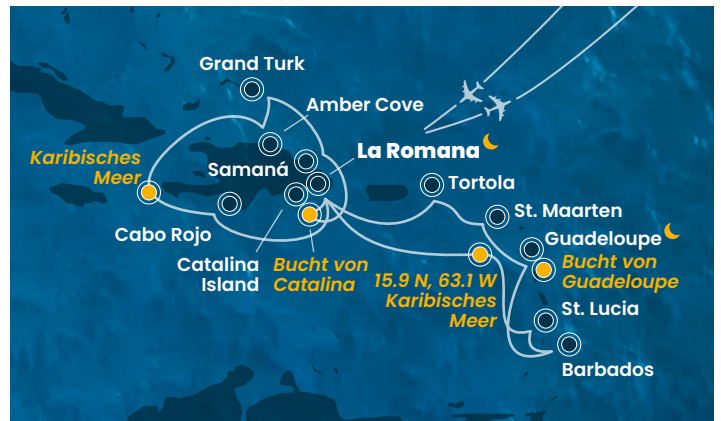 Grand Turk
Amber Cove
Karibisches
Meer
La Romana
Samaná
Tortola
St. Maarten
Cabo Rojo
Guadeloupe
Catalina
Island
Bucht von
Catalina
15.9 N, 63.1 W
Karibisches
Meer
Bucht von
Guadeloupe
St. Lucia
Barbados